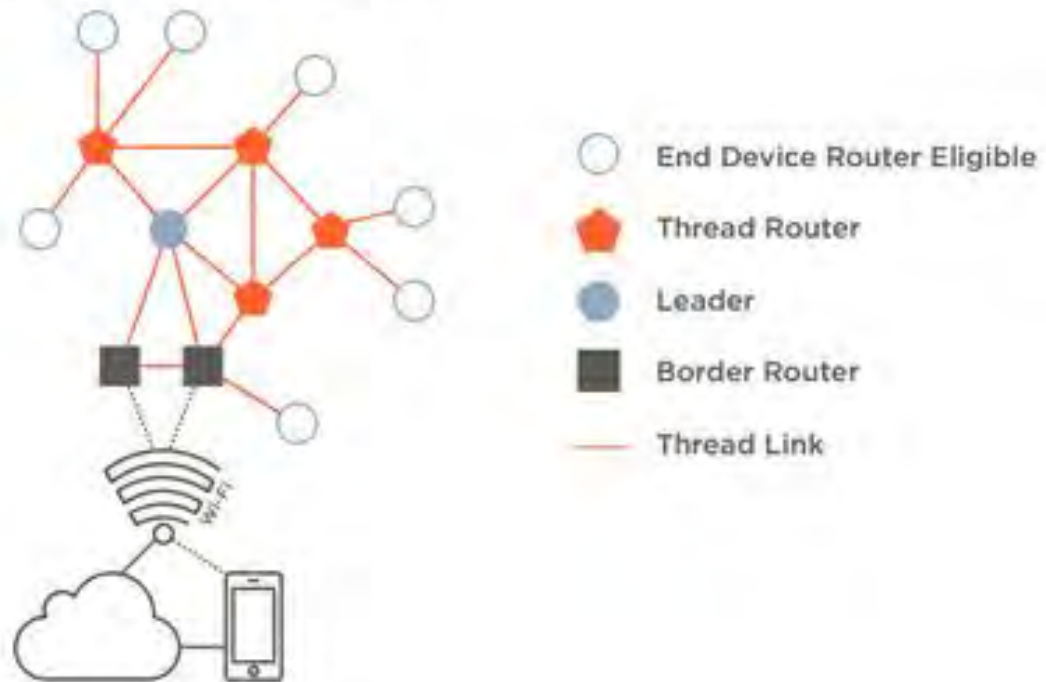 End Device Router Eligible
Thread Router
Leader
Border Router
Thread Link
Wi-Fi